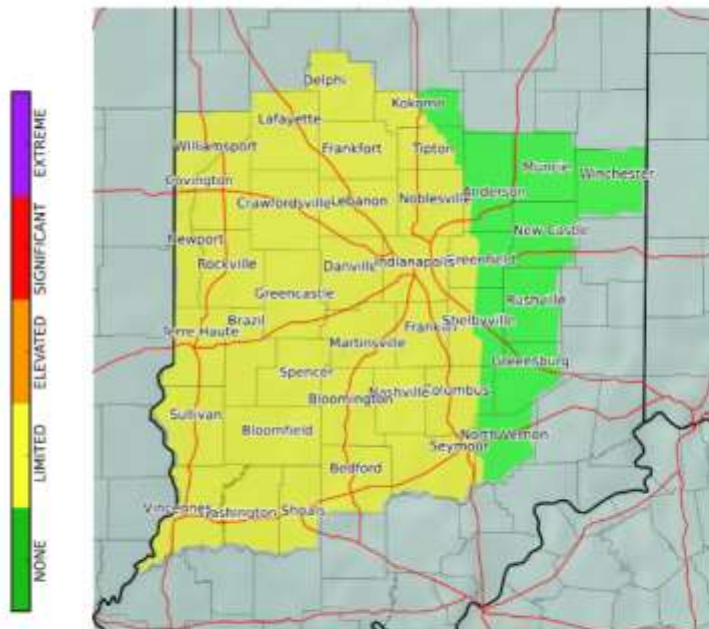 EXTREME
SIGNIFICANT
ELEVATED
LIMITED
NONE
Delphi
Kokomo
Lafayette
Williamsport
Frankfort
Tipton
Muncie
Winchester
Covington
Anderson
Crawfordsville
Lebanon
Noblesville
New Castle
Newport
Rockville
Danville
Indianapolis
Greenfield
Greencastle
Rushville
Brazil
Terre Haute
Franklin
Shelbyville
Martinsville
Greensburg
Spencer
Nashville
Columbus
Bloomington
Sullivan
Bloomfield
North Vernon
Seymour
Bedford
Vincennes
Washington
Shoals